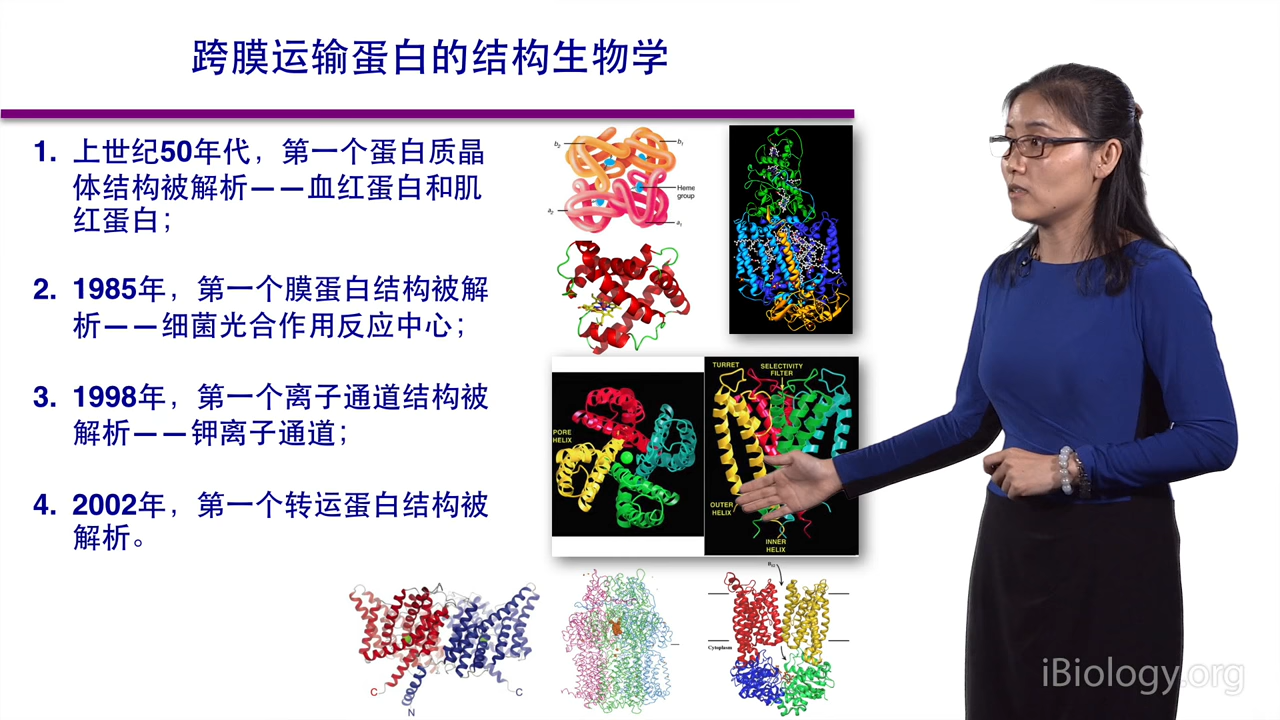 跨膜运输蛋白的结构生物学
1. 上世纪50年代，第一个蛋白质晶
体结构被解析——血红蛋白和肌
红蛋白；
2. 1985年，第一个膜蛋白结构被解
析——细菌光合作用反应中心；
3. 1998年，第一个离子通道结构被
解析——钾离子通道；
4. 2002年，第一个转运蛋白结构被
解析。
b₂
b₁
Heme
group
a₂
a₁
TURRET
SELECTIVITY
FILTER
PORE
HELIX
OUTER
HELIX
INNER
HELIX
Cytoplasm
C
N
C
iBiology.org